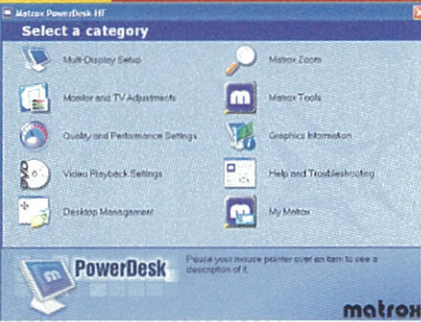 Matrox PowerDesk-HF
Select a category
Multi-Display Setup
Matrox Zoom
Monitor and TV Adjustments
Matrox Tools
Quality and Performance Settings
Graphics Information
Video Playback Settings
Help and Troubleshooting
Desktop Management
My Matrox
PowerDesk
Pause your mouse pointer over an item to see a
description of it.
matrox